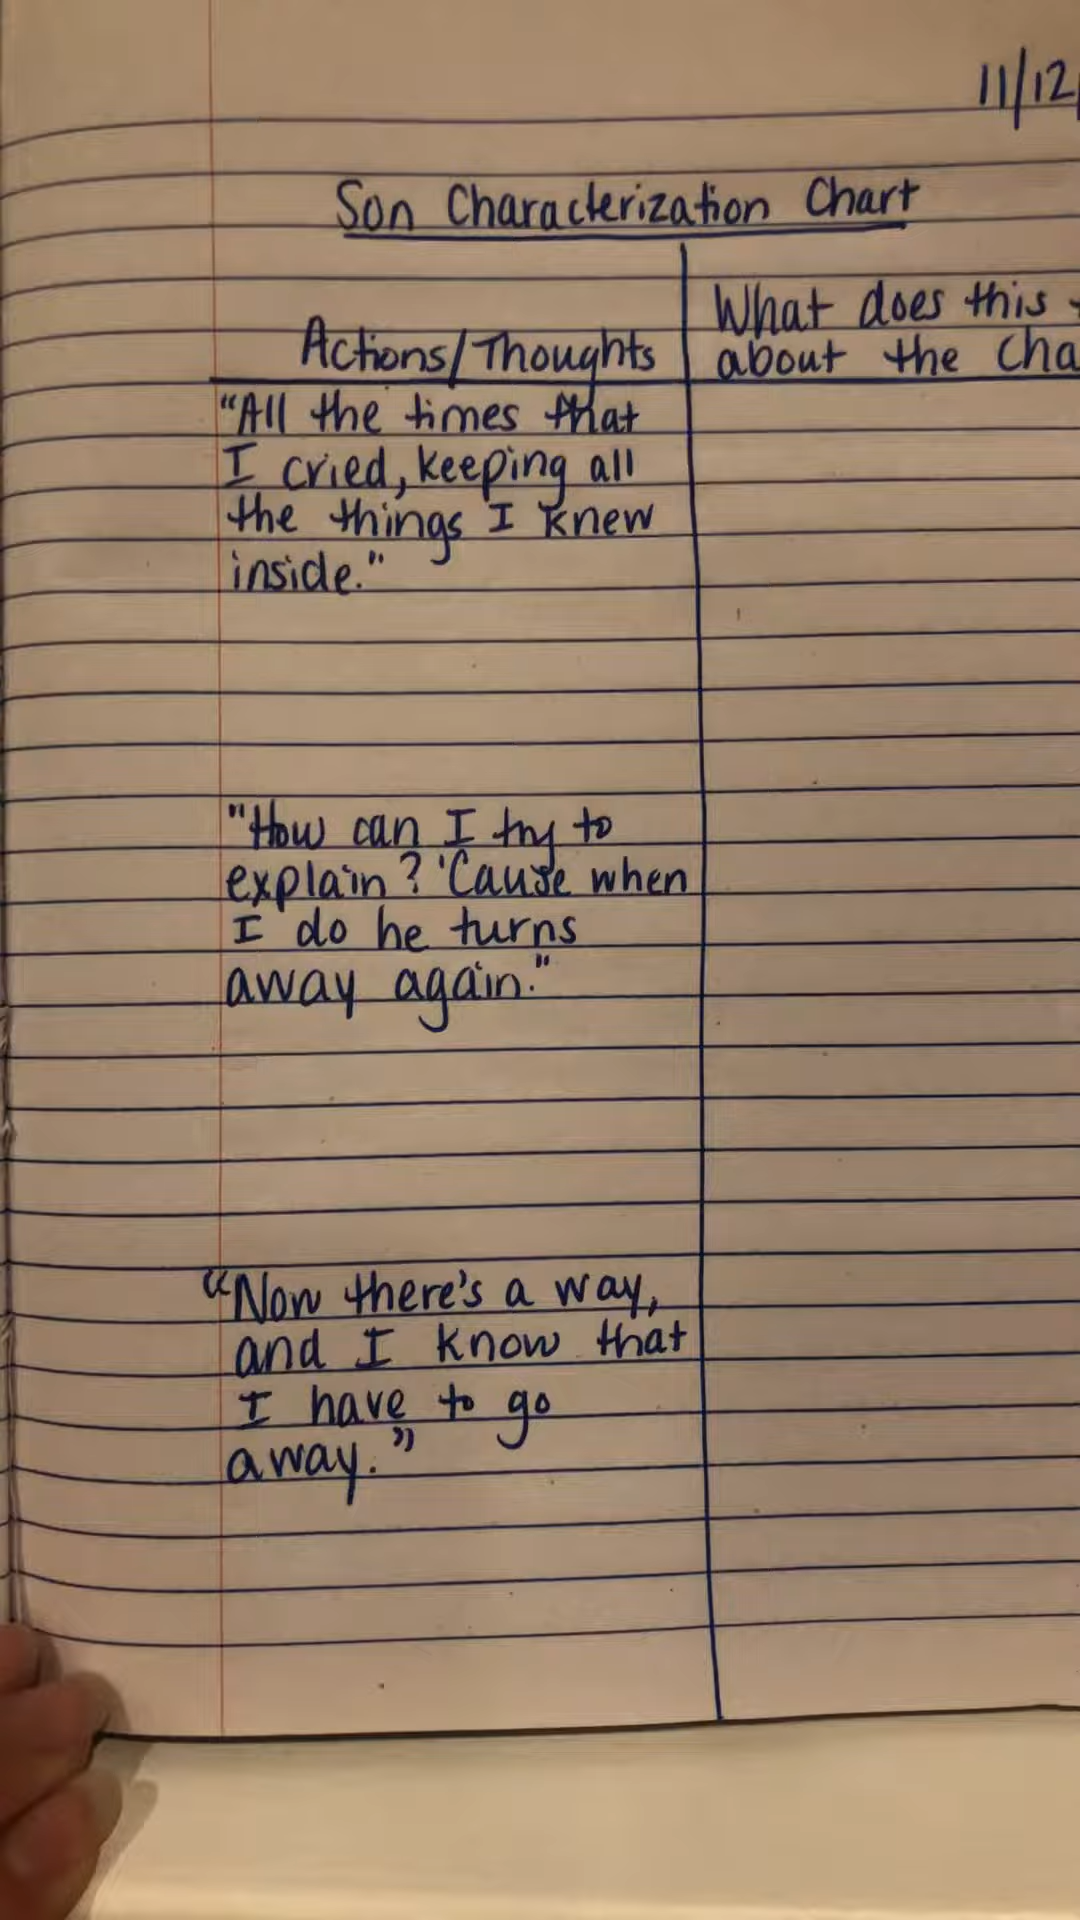 11/12
Son Characterization Chart
What does this
Actions/Thoughts
about the Cha
"All the times that
I cried, keeping all
the things I knew
inside."
"How can I try to
explain? 'Cause when
I do he turns
away again."
"Now there's a way,
and I know that
I have to go
away."